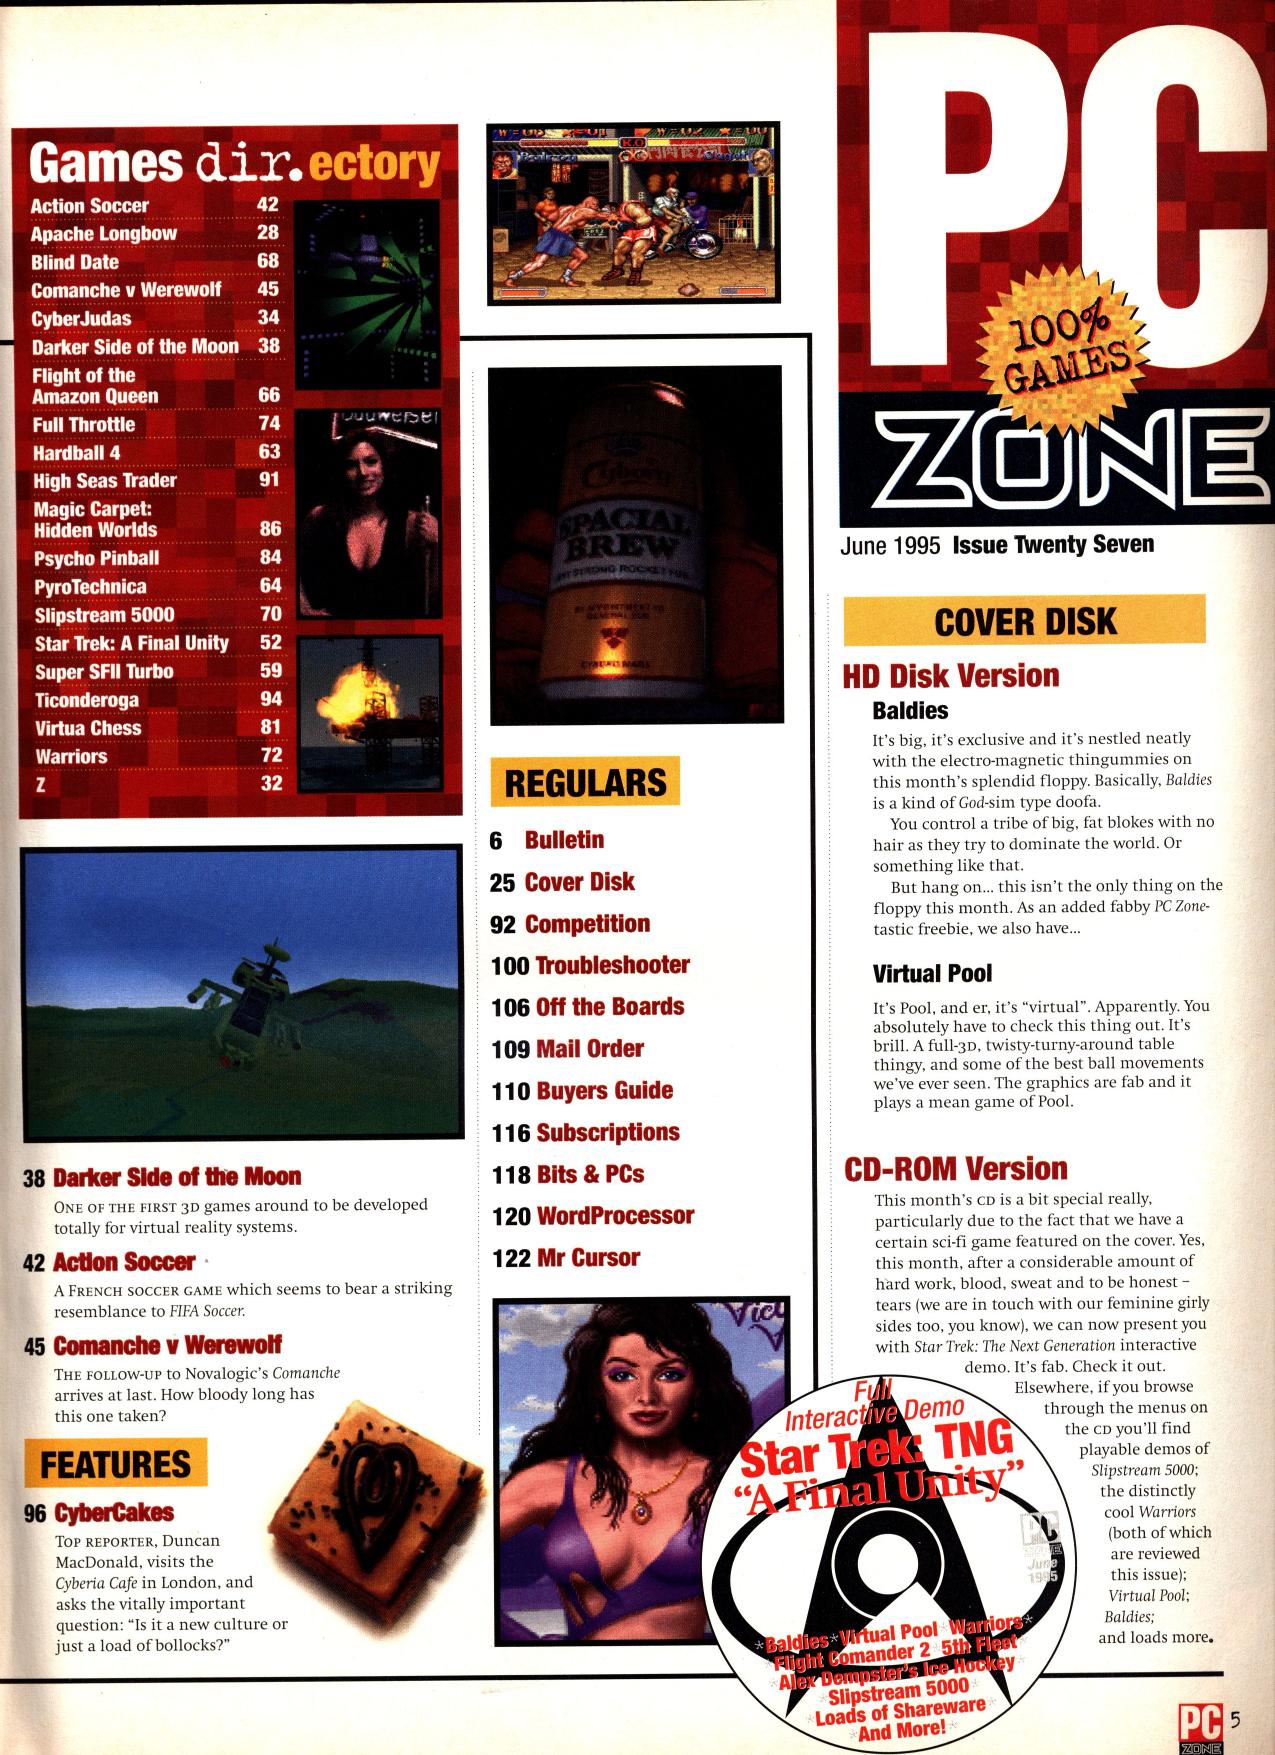 Games dir.ectory
Action Soccer 42
Apache Longbow 28
Blind Date 68
Comanche v Werewolf 45
CyberJudas 34
Darker Side of the Moon 38
Flight of the
Amazon Queen 66
Full Throttle 74
Hardball 4 63
High Seas Trader 91
Magic Carpet:
Hidden Worlds 86
Psycho Pinball 84
PyroTechnica 64
Slipstream 5000 70
Star Trek: A Final Unity 52
Super SFII Turbo 59
Ticonderoga 94
Virtua Chess 81
Warriors 72
Z 32
38 Darker Side of the Moon
ONE OF THE FIRST 3D games around to be developed
totally for virtual reality systems.
42 Action Soccer
A FRENCH SOCCER GAME which seems to bear a striking
resemblance to FIFA Soccer.
45 Comanche v Werewolf
THE FOLLOW-UP to Novalogic's Comanche
arrives at last. How bloody long has
this one taken?
FEATURES
96 CyberCakes
TOP REPORTER, Duncan
MacDonald, visits the
Cyberia Cafe in London, and
asks the vitally important
question: “Is it a new culture or
just a load of bollocks?”
K.O
Cyborg
SPACIAL
BREW
REGULARS
6 Bulletin
25 Cover Disk
92 Competition
100 Troubleshooter
106 Off the Boards
109 Mail Order
110 Buyers Guide
116 Subscriptions
118 Bits & PCs
120 WordProcessor
122 Mr Cursor
PC
100%
GAMES
ZONE
June 1995 Issue Twenty Seven
COVER DISK
HD Disk Version
Baldies
It's big, it's exclusive and it's nestled neatly
with the electro-magnetic thingummies on
this month's splendid floppy. Basically, Baldies
is a kind of God-sim type doofa.
You control a tribe of big, fat blokes with no
hair as they try to dominate the world. Or
something like that.
But hang on... this isn't the only thing on the
floppy this month. As an added fabby PC Zone-
tastic freebie, we also have...
Virtual Pool
It's Pool, and er, it's “virtual”. Apparently. You
absolutely have to check this thing out. It's
brill. A full-3D, twisty-turny-around table
thingy, and some of the best ball movements
we've ever seen. The graphics are fab and it
plays a mean game of Pool.
CD-ROM Version
This month's CD is a bit special really,
particularly due to the fact that we have a
certain sci-fi game featured on the cover. Yes,
this month, after a considerable amount of
hard work, blood, sweat and to be honest –
tears (we are in touch with our feminine girly
sides too, you know), we can now present you
with Star Trek: The Next Generation interactive
demo. It's fab. Check it out.
Elsewhere, if you browse
through the menus on
the CD you'll find
playable demos of
Slipstream 5000;
the distinctly
cool Warriors
(both of which
are reviewed
this issue);
Virtual Pool;
Baldies;
and loads more.
Full
Interactive Demo
Star Trek: TNG
“A Final Unity”
PC
ZONE
June
1995
*Baldies*Virtual Pool*Warriors*
*Flight Comander 2*5th Fleet*
*Alex Dempster's Ice Hockey*
*Slipstream 5000*
*Loads of Shareware*
*And More!*
PC
ZONE
5